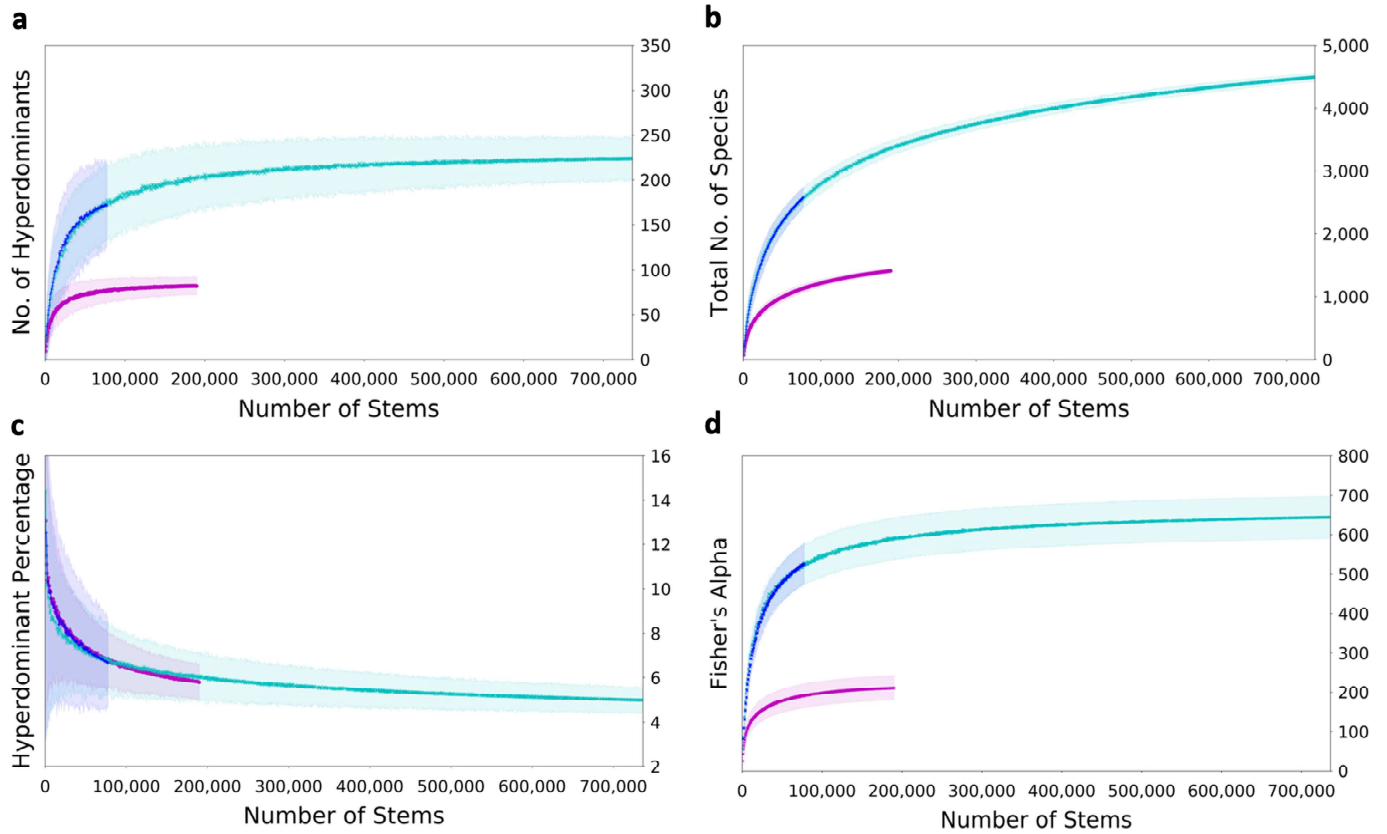 a
No. of Hyperdominants
350
300
250
200
150
100
50
0
0 100,000 200,000 300,000 400,000 500,000 600,000 700,000
Number of Stems
b
Total No. of Species
5,000
4,000
3,000
2,000
1,000
0
0 100,000 200,000 300,000 400,000 500,000 600,000 700,000
Number of Stems
c
Hyperdominant Percentage
16
14
12
10
8
6
4
2
0 100,000 200,000 300,000 400,000 500,000 600,000 700,000
Number of Stems
d
Fisher's Alpha
800
700
600
500
400
300
200
100
0
0 100,000 200,000 300,000 400,000 500,000 600,000 700,000
Number of Stems